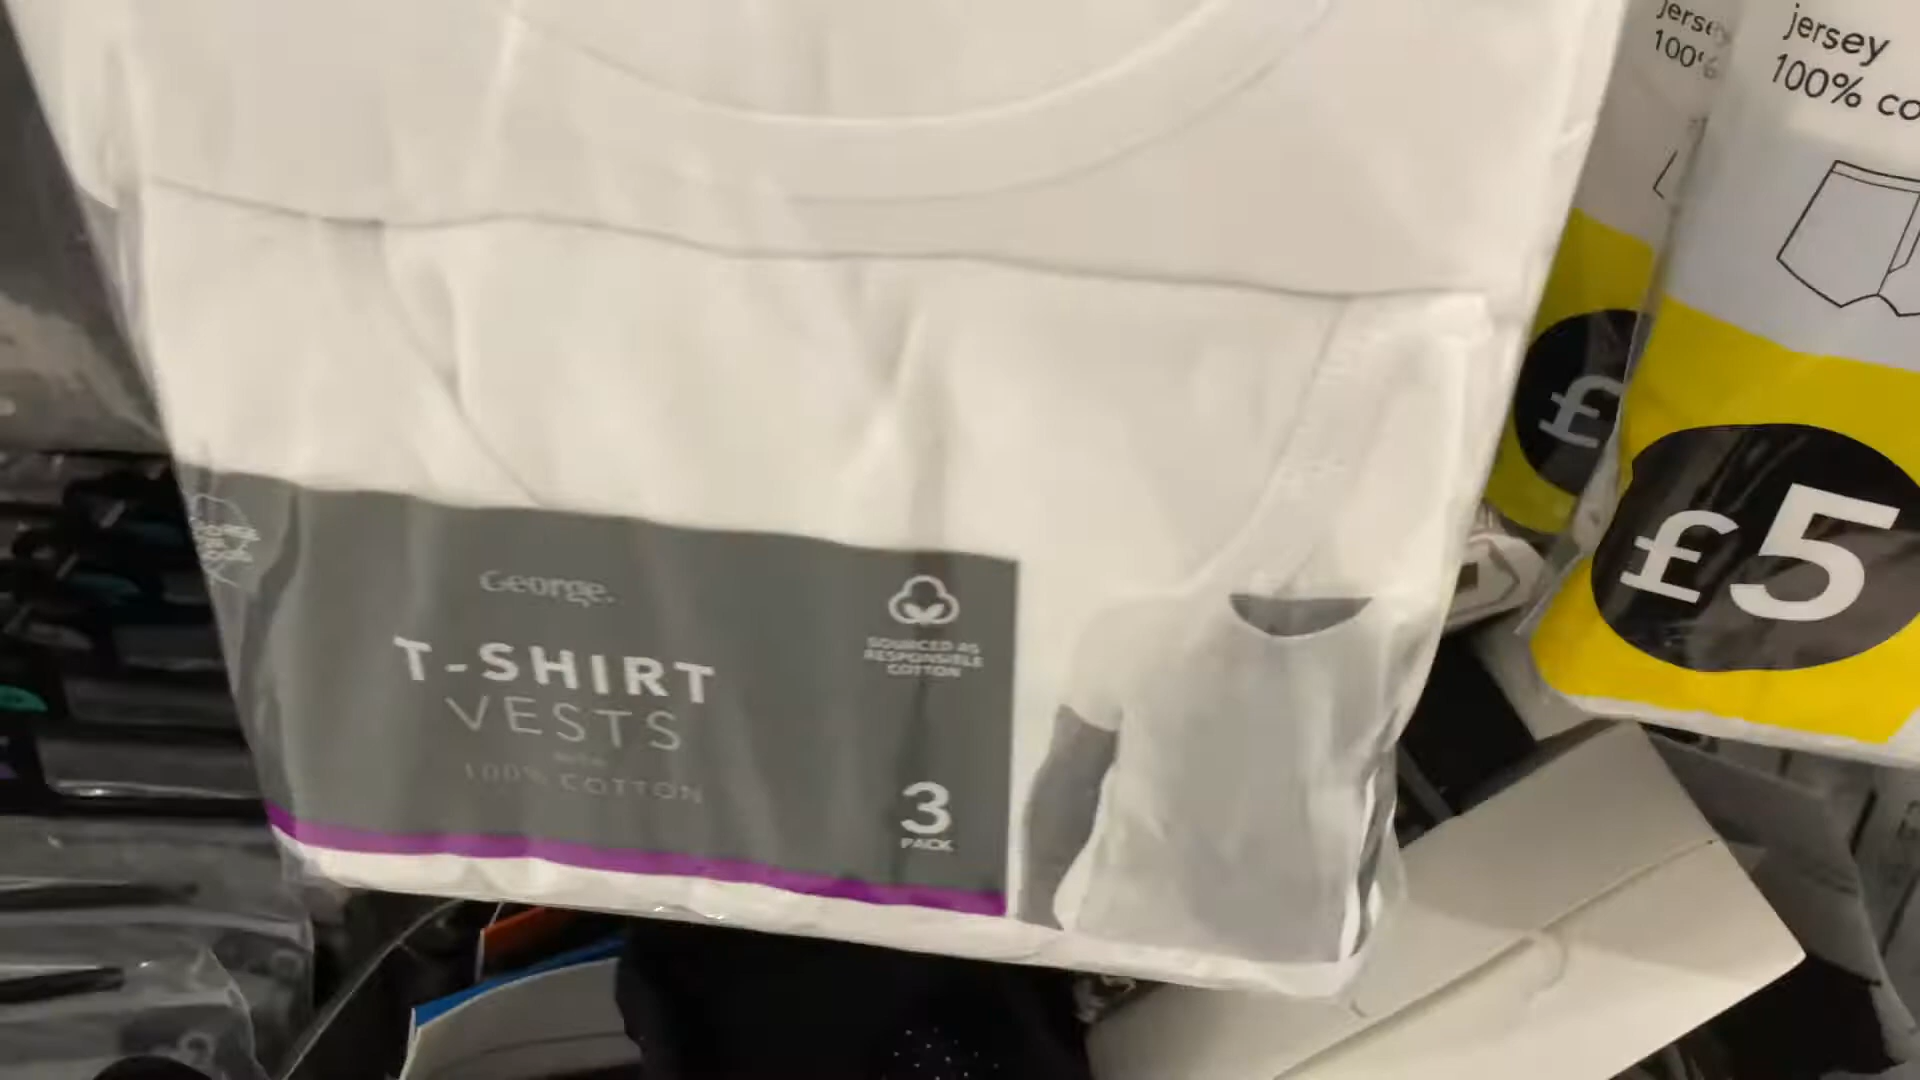 George.
T-SHIRT
VESTS
100% COTTON
SOURCED AS
RESPONSIBLE
COTTON
3
PACK
jersey
100%
£
jersey
100% co
£5